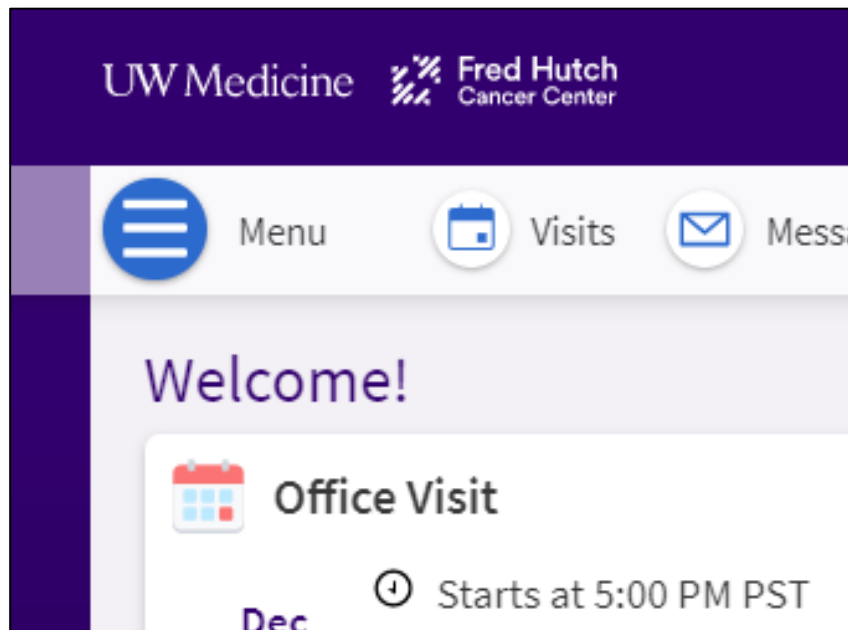 UW Medicine
Fred Hutch
Cancer Center
Menu
Visits
Office Visit
Welcome!
Starts at 5:00 PM PST
Dec